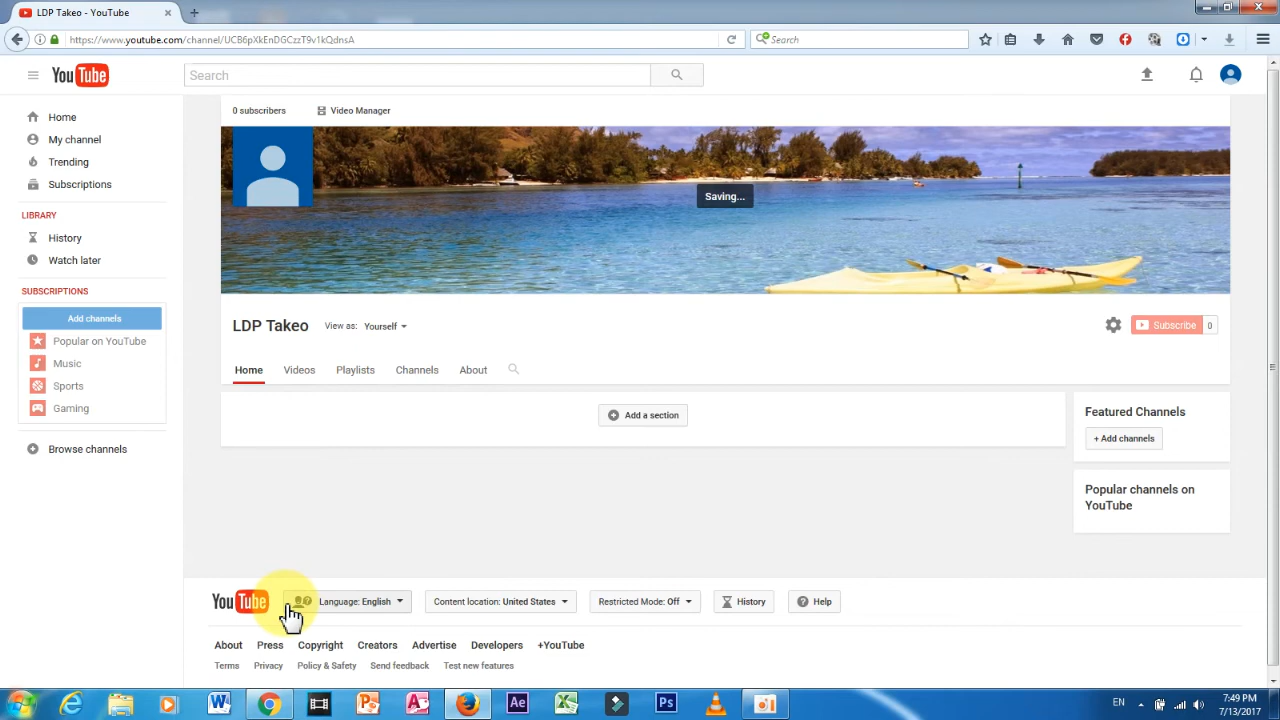 LDP Takeo - YouTube
https://www.youtube.com/channel/UCB6pXkEnDGCzzT9v1kQdnsA
Search
YouTube
Search
Home
My channel
Trending
Subscriptions
LIBRARY
History
Watch later
SUBSCRIPTIONS
Add channels
Popular on YouTube
Music
Sports
Gaming
Browse channels
0 subscribers
Video Manager
Saving...
LDP Takeo
View as: Yourself
Subscribe 0
Home
Videos
Playlists
Channels
About
Add a section
Featured Channels
+ Add channels
Popular channels on
YouTube
YouTube
Language: English
Content location: United States
Restricted Mode: Off
History
Help
About
Press
Copyright
Creators
Advertise
Developers
+YouTube
Terms
Privacy
Policy & Safety
Send feedback
Test new features
Ae
Ps
EN
7:49 PM
7/13/2017